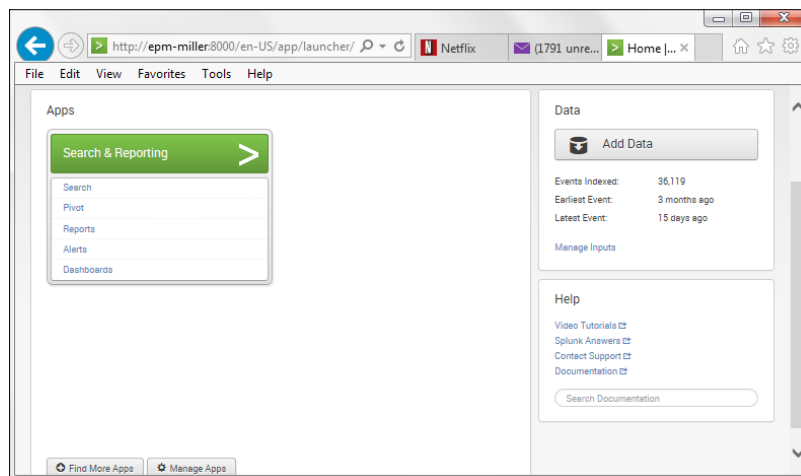 http://epm-miller:8000/en-US/app/launcher/
Netflix
(1791 unre...
Home |...
File Edit View Favorites Tools Help
Apps
Search & Reporting
Search
Pivot
Reports
Alerts
Dashboards
Find More Apps
Manage Apps
Data
Add Data
Events Indexed: 36,119
Earliest Event: 3 months ago
Latest Event: 15 days ago
Manage Inputs
Help
Video Tutorials
Splunk Answers
Contact Support
Documentation
Search Documentation